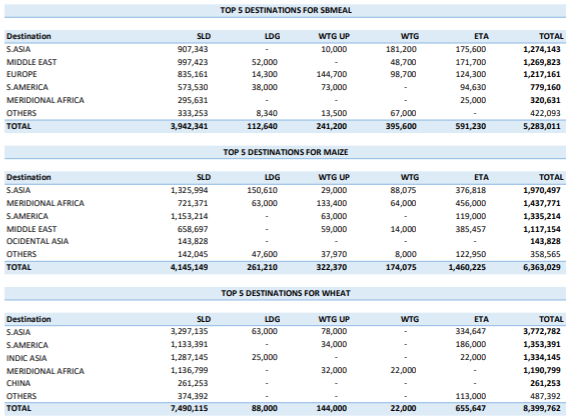 TOP 5 DESTINATIONS FOR SBMEAL
Destination SLD LDG WTG UP WTG ETA TOTAL
S.ASIA 907,343 - 10,000 181,200 175,600 1,274,143
MIDDLE EAST 997,423 52,000 - 48,700 171,700 1,269,823
EUROPE 835,161 14,300 144,700 98,700 124,300 1,217,161
S.AMERICA 573,530 38,000 73,000 - 94,630 779,160
MERIDIONAL AFRICA 295,631 - - - 25,000 320,631
OTHERS 333,253 8,340 13,500 67,000 - 422,093
TOTAL 3,942,341 112,640 241,200 395,600 591,230 5,283,011
TOP 5 DESTINATIONS FOR MAIZE
Destination SLD LDG WTG UP WTG ETA TOTAL
S.ASIA 1,325,994 150,610 29,000 88,075 376,818 1,970,497
MERIDIONAL AFRICA 721,371 63,000 133,400 64,000 456,000 1,437,771
S.AMERICA 1,153,214 - 63,000 - 119,000 1,335,214
MIDDLE EAST 658,697 - 59,000 14,000 385,457 1,117,154
OCIDENTAL ASIA 143,828 - - - - 143,828
OTHERS 142,045 47,600 37,970 8,000 122,950 358,565
TOTAL 4,145,149 261,210 322,370 174,075 1,460,225 6,363,029
TOP 5 DESTINATIONS FOR WHEAT
Destination SLD LDG WTG UP WTG ETA TOTAL
S.ASIA 3,297,135 63,000 78,000 - 334,647 3,772,782
S.AMERICA 1,133,391 - 34,000 - 186,000 1,353,391
INDIC ASIA 1,287,145 25,000 - - 22,000 1,334,145
MERIDIONAL AFRICA 1,136,799 - 32,000 22,000 - 1,190,799
CHINA 261,253 - - - - 261,253
OTHERS 374,392 - - - 113,000 487,392
TOTAL 7,490,115 88,000 144,000 22,000 655,647 8,399,762